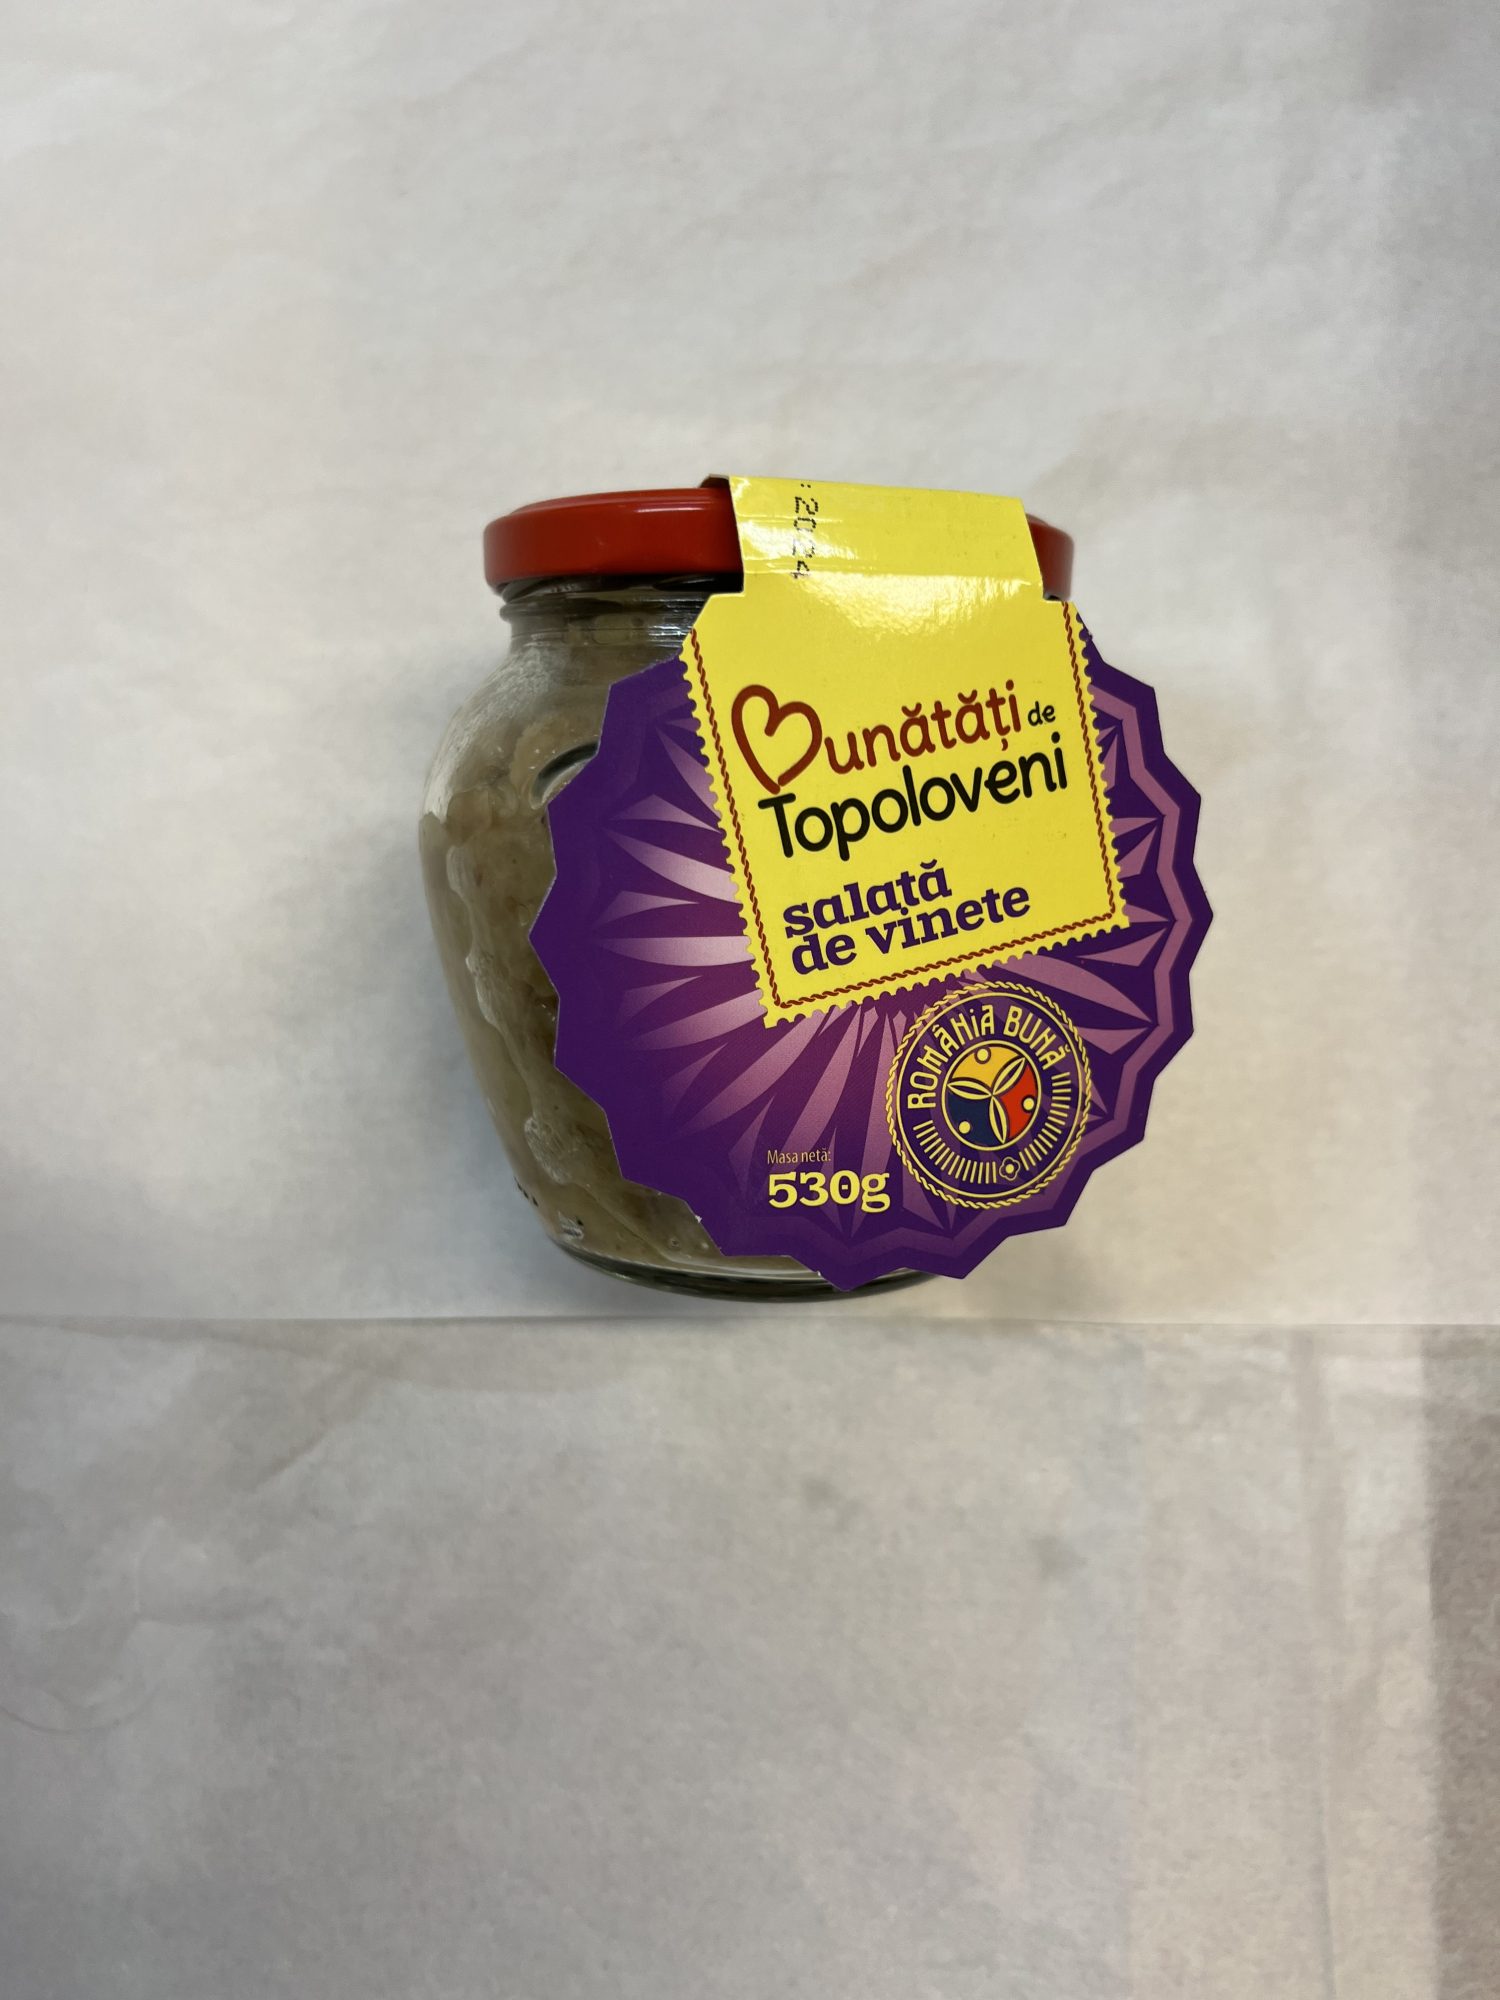 : 2024
Bunătăți de
Topoloveni
salată
de vinete
ROMÂNIA BUNĂ
Masa netă:
530g